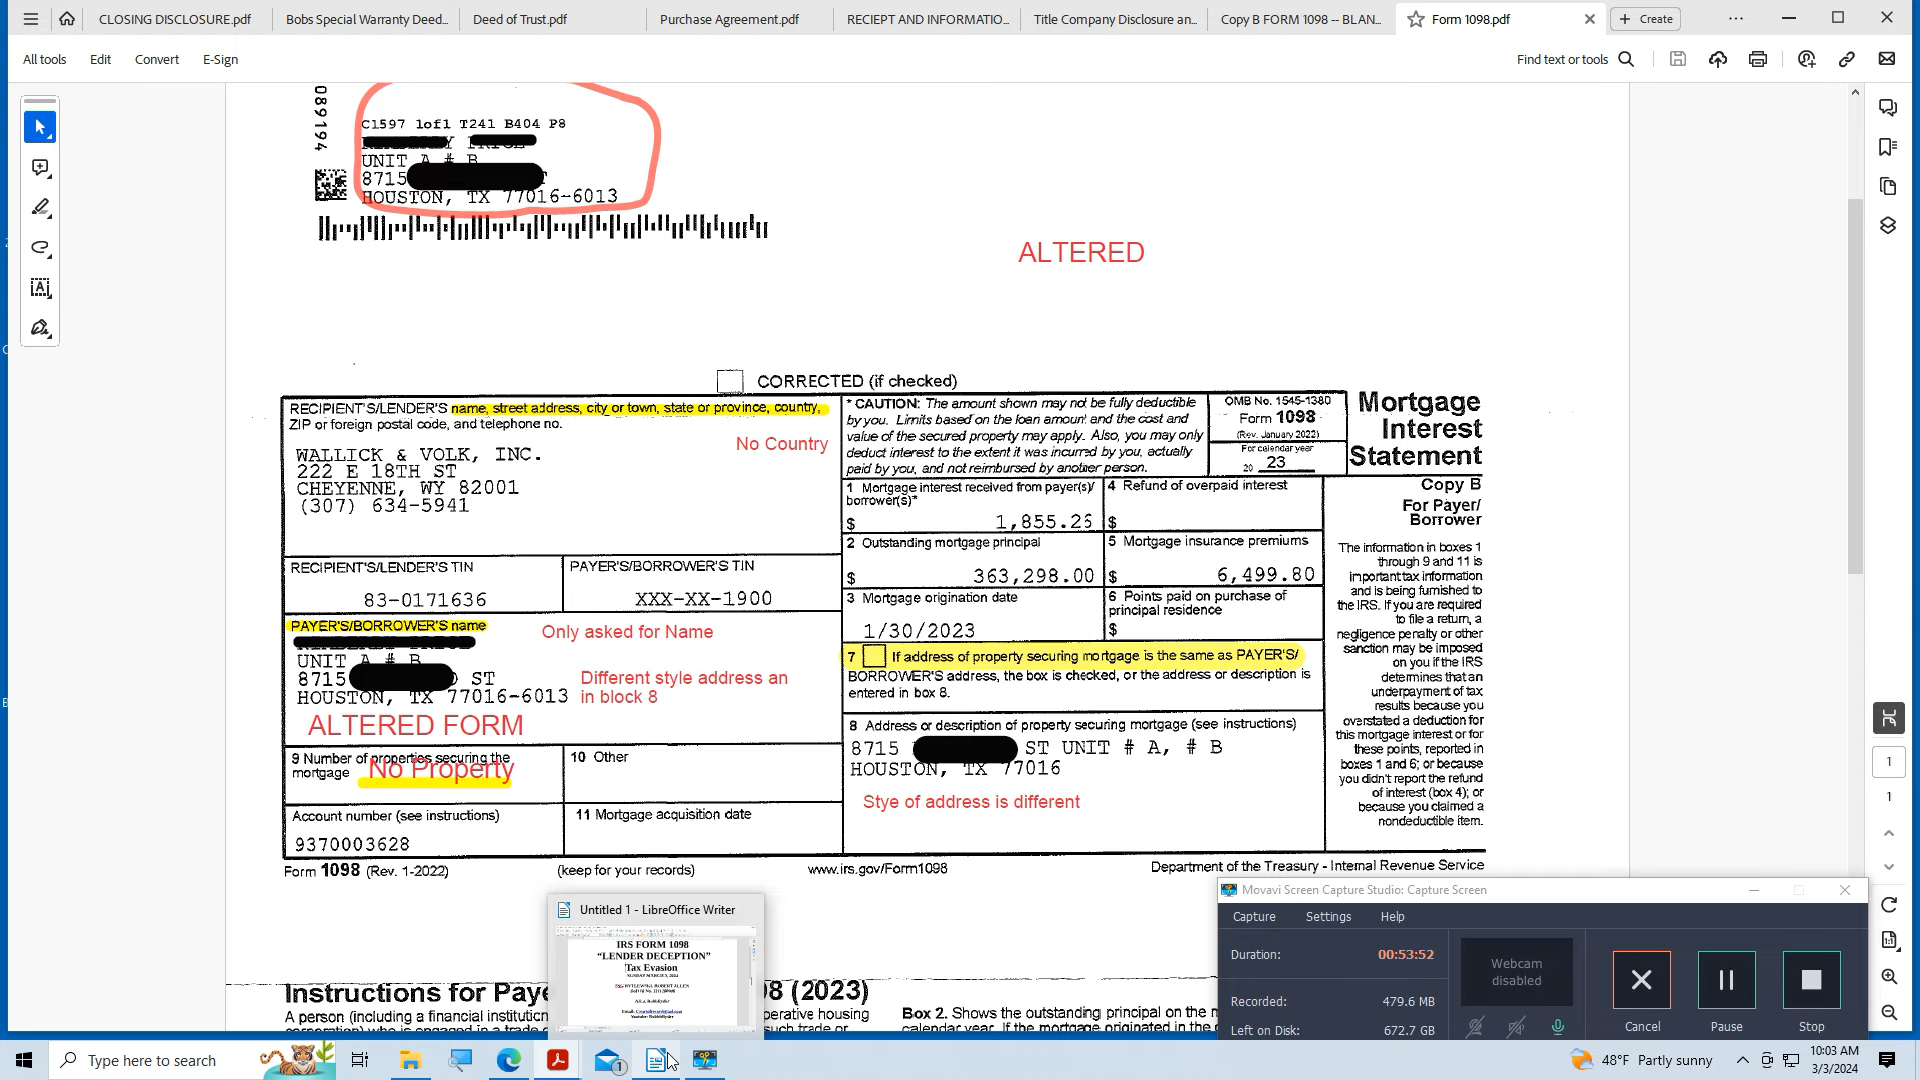 CLOSING DISCLOSURE.pdf
Bobs Special Warranty Deed...
Deed of Trust.pdf
Purchase Agreement.pdf
RECIEPT AND INFORMATIO...
Title Company Disclosure an...
Copy B FORM 1098 -- BLAN...
Form 1098.pdf
Create
All tools
Edit
Convert
E-Sign
Find text or tools
089194
C1597 1of1 T241 B404 P8
UNIT A # B
8715
HOUSTON, TX 77016-6013
ALTERED
CORRECTED (if checked)
RECIPIENT'S/LENDER'S name, street address, city or town, state or province, country,
ZIP or foreign postal code, and telephone no.
No Country
WALLICK & VOLK, INC.
222 E 18TH ST
CHEYENNE, WY 82001
(307) 634-5941
* CAUTION: The amount shown may not be fully deductible
by you. Limits based on the loan amount and the cost and
value of the secured property may apply. Also, you may only
deduct interest to the extent it was incurred by you, actually
paid by you, and not reimbursed by another person.
OMB No. 1545-1380
Form 1098
(Rev. January 2022)
For calendar year
20 23
Mortgage
Interest
Statement
RECIPIENT'S/LENDER'S TIN
83-0171636
PAYER'S/BORROWER'S TIN
XXX-XX-1900
1 Mortgage interest received from payer(s)/
borrower(s)*
$ 1,855.26
4 Refund of overpaid interest
$
2 Outstanding mortgage principal
$ 363,298.00
5 Mortgage insurance premiums
$ 6,499.80
3 Mortgage origination date
1/30/2023
6 Points paid on purchase of
principal residence
$
Copy B
For Payer/
Borrower
The information in boxes 1
through 9 and 11 is
important tax information
and is being furnished to
the IRS. If you are required
to file a return, a
negligence penalty or other
sanction may be imposed
on you if the IRS
determines that an
underpayment of tax
results because you
overstated a deduction for
this mortgage interest or for
these points, reported in
boxes 1 and 6; or because
you didn't report the refund
of interest (box 4); or
because you claimed a
nondeductible item.
PAYER'S/BORROWER'S name
Only asked for Name
UNIT A # B
8715 ST
HOUSTON, TX 77016-6013
Different style address an
in block 8
ALTERED FORM
7 If address of property securing mortgage is the same as PAYER'S/
BORROWER'S address, the box is checked, or the address or description is
entered in box 8.
8 Address or description of property securing mortgage (see instructions)
8715 ST UNIT # A, # B
HOUSTON, TX 77016
Stye of address is different
9 Number of properties securing the
mortgage
No Property
10 Other
Account number (see instructions)
9370003628
11 Mortgage acquisition date
Form 1098 (Rev. 1-2022)
(keep for your records)
www.irs.gov/Form1098
Department of the Treasury - Internal Revenue Service
1
1
Untitled 1 - LibreOffice Writer
IRS FORM 1098
"LENDER DECEPTION"
Tax Evasion
SUNDAY MARCH 3, 2024
Instructions for Paye
98 (2023)
A person (including a financial institution
operative housing
Box 2. Shows the outstanding principal on the m
Movavi Screen Capture Studio: Capture Screen
Capture
Settings
Help
Duration:
00:53:52
Recorded:
479.6 MB
Left on Disk:
672.7 GB
Webcam
disabled
Cancel
Pause
Stop
Type here to search
1
48°F Partly sunny
10:03 AM
3/3/2024